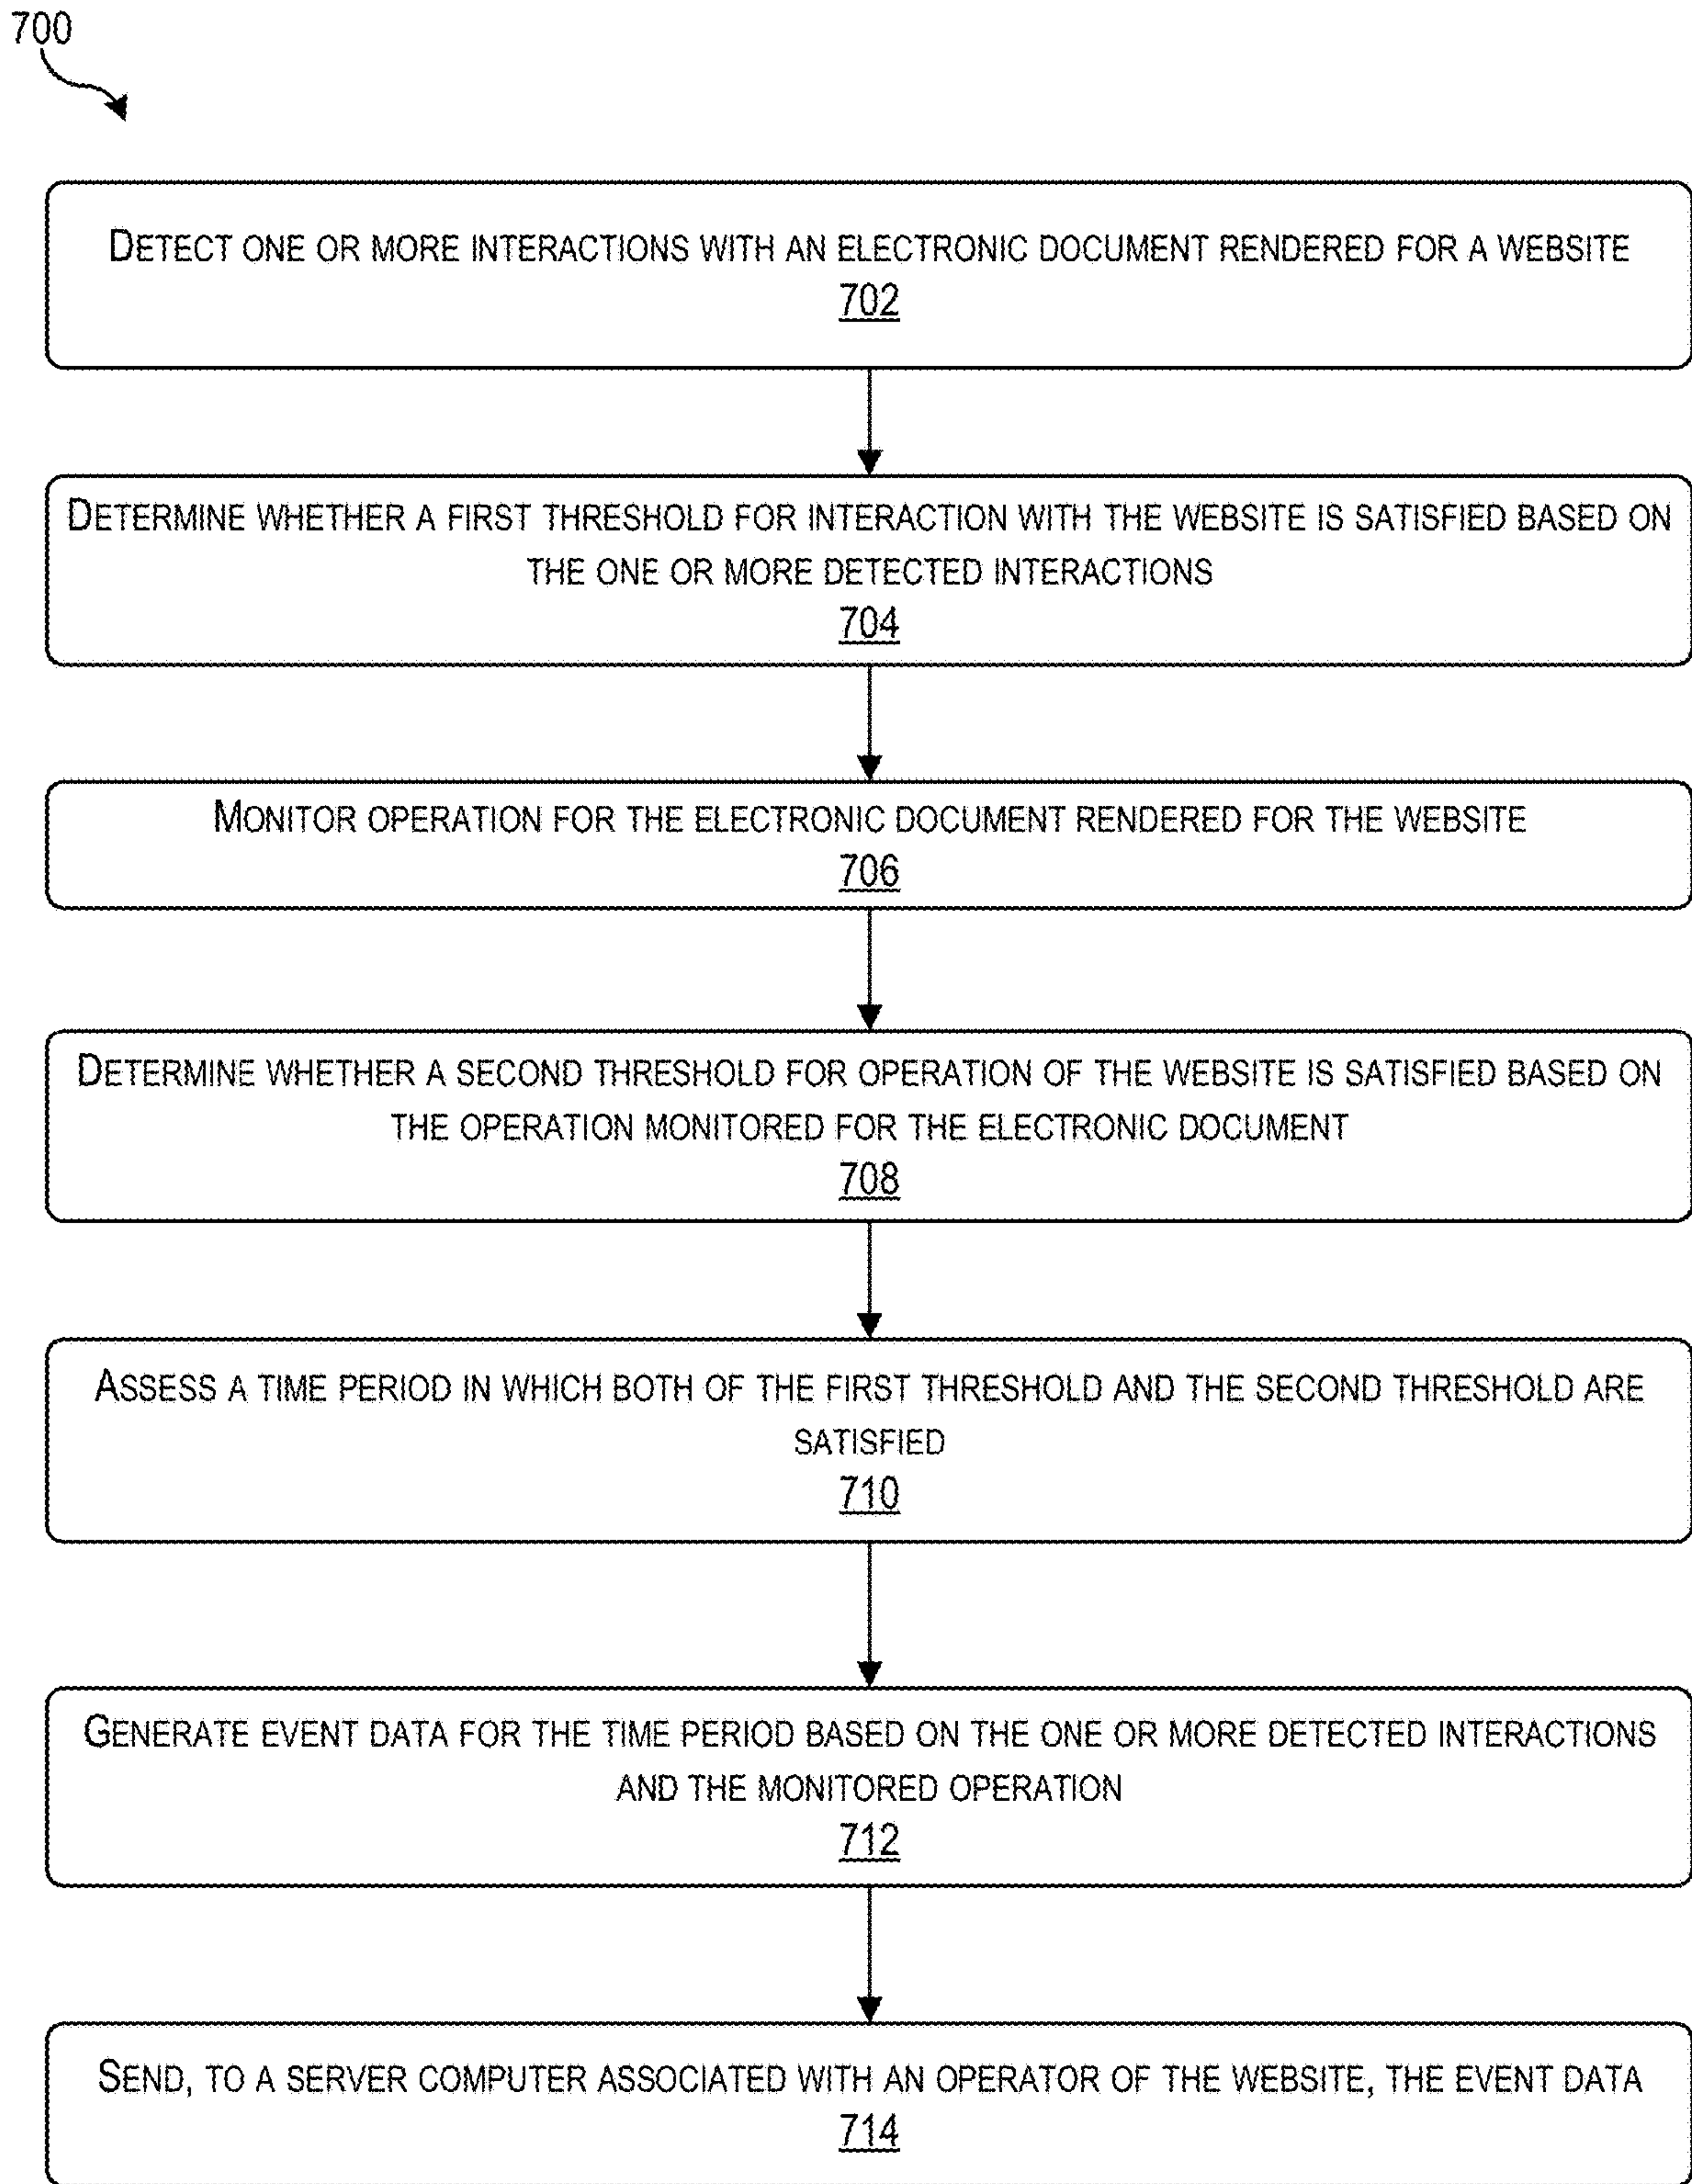 700
DETECT ONE OR MORE INTERACTIONS WITH AN ELECTRONIC DOCUMENT RENDERED FOR A WEBSITE
702
DETERMINE WHETHER A FIRST THRESHOLD FOR INTERACTION WITH THE WEBSITE IS SATISFIED BASED ON
THE ONE OR MORE DETECTED INTERACTIONS
704
MONITOR OPERATION FOR THE ELECTRONIC DOCUMENT RENDERED FOR THE WEBSITE
706
DETERMINE WHETHER A SECOND THRESHOLD FOR OPERATION OF THE WEBSITE IS SATISFIED BASED ON
THE OPERATION MONITORED FOR THE ELECTRONIC DOCUMENT
708
ASSESS A TIME PERIOD IN WHICH BOTH OF THE FIRST THRESHOLD AND THE SECOND THRESHOLD ARE
SATISFIED
710
GENERATE EVENT DATA FOR THE TIME PERIOD BASED ON THE ONE OR MORE DETECTED INTERACTIONS
AND THE MONITORED OPERATION
712
SEND, TO A SERVER COMPUTER ASSOCIATED WITH AN OPERATOR OF THE WEBSITE, THE EVENT DATA
714